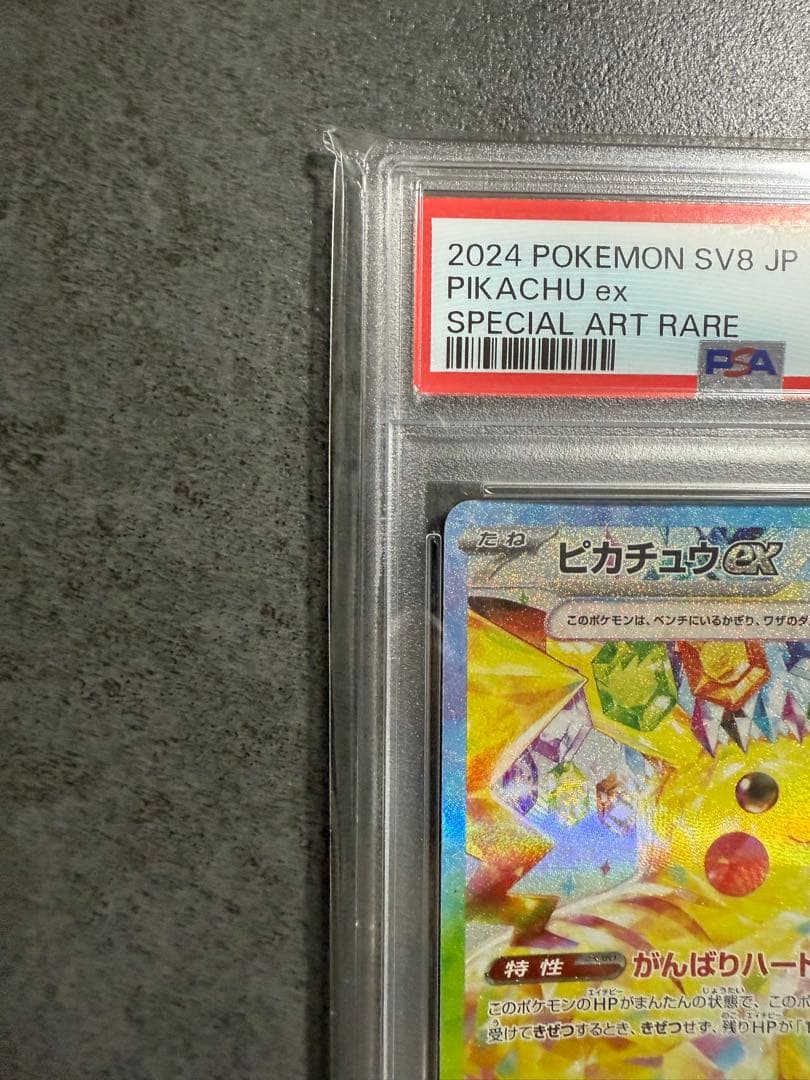 2024 POKEMON SV8 JP
PIKACHU ex
SPECIAL ART RARE
PSA
たね
ピカチュウex
このポケモンは、ベンチにいるかぎり、ワザのダ
特性
がんばりハート
このポケモンのHPがまんたんの状態で、このポ
受けてきぜつするとき、きぜつせず、残りHPが「1